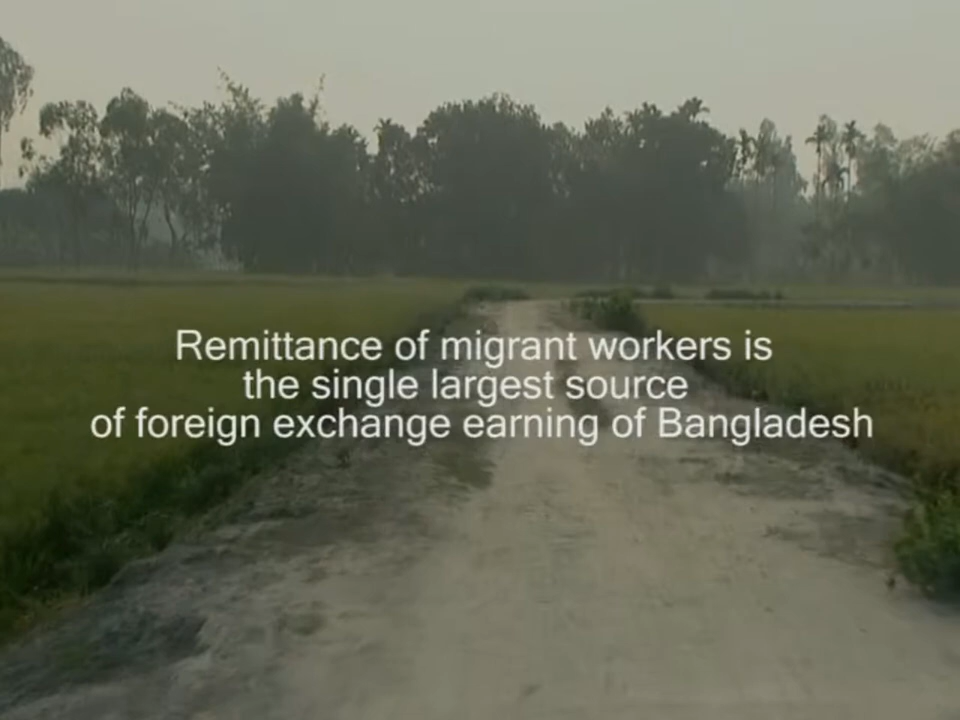 Remittance of migrant workers is
the single largest source
of foreign exchange earning of Bangladesh